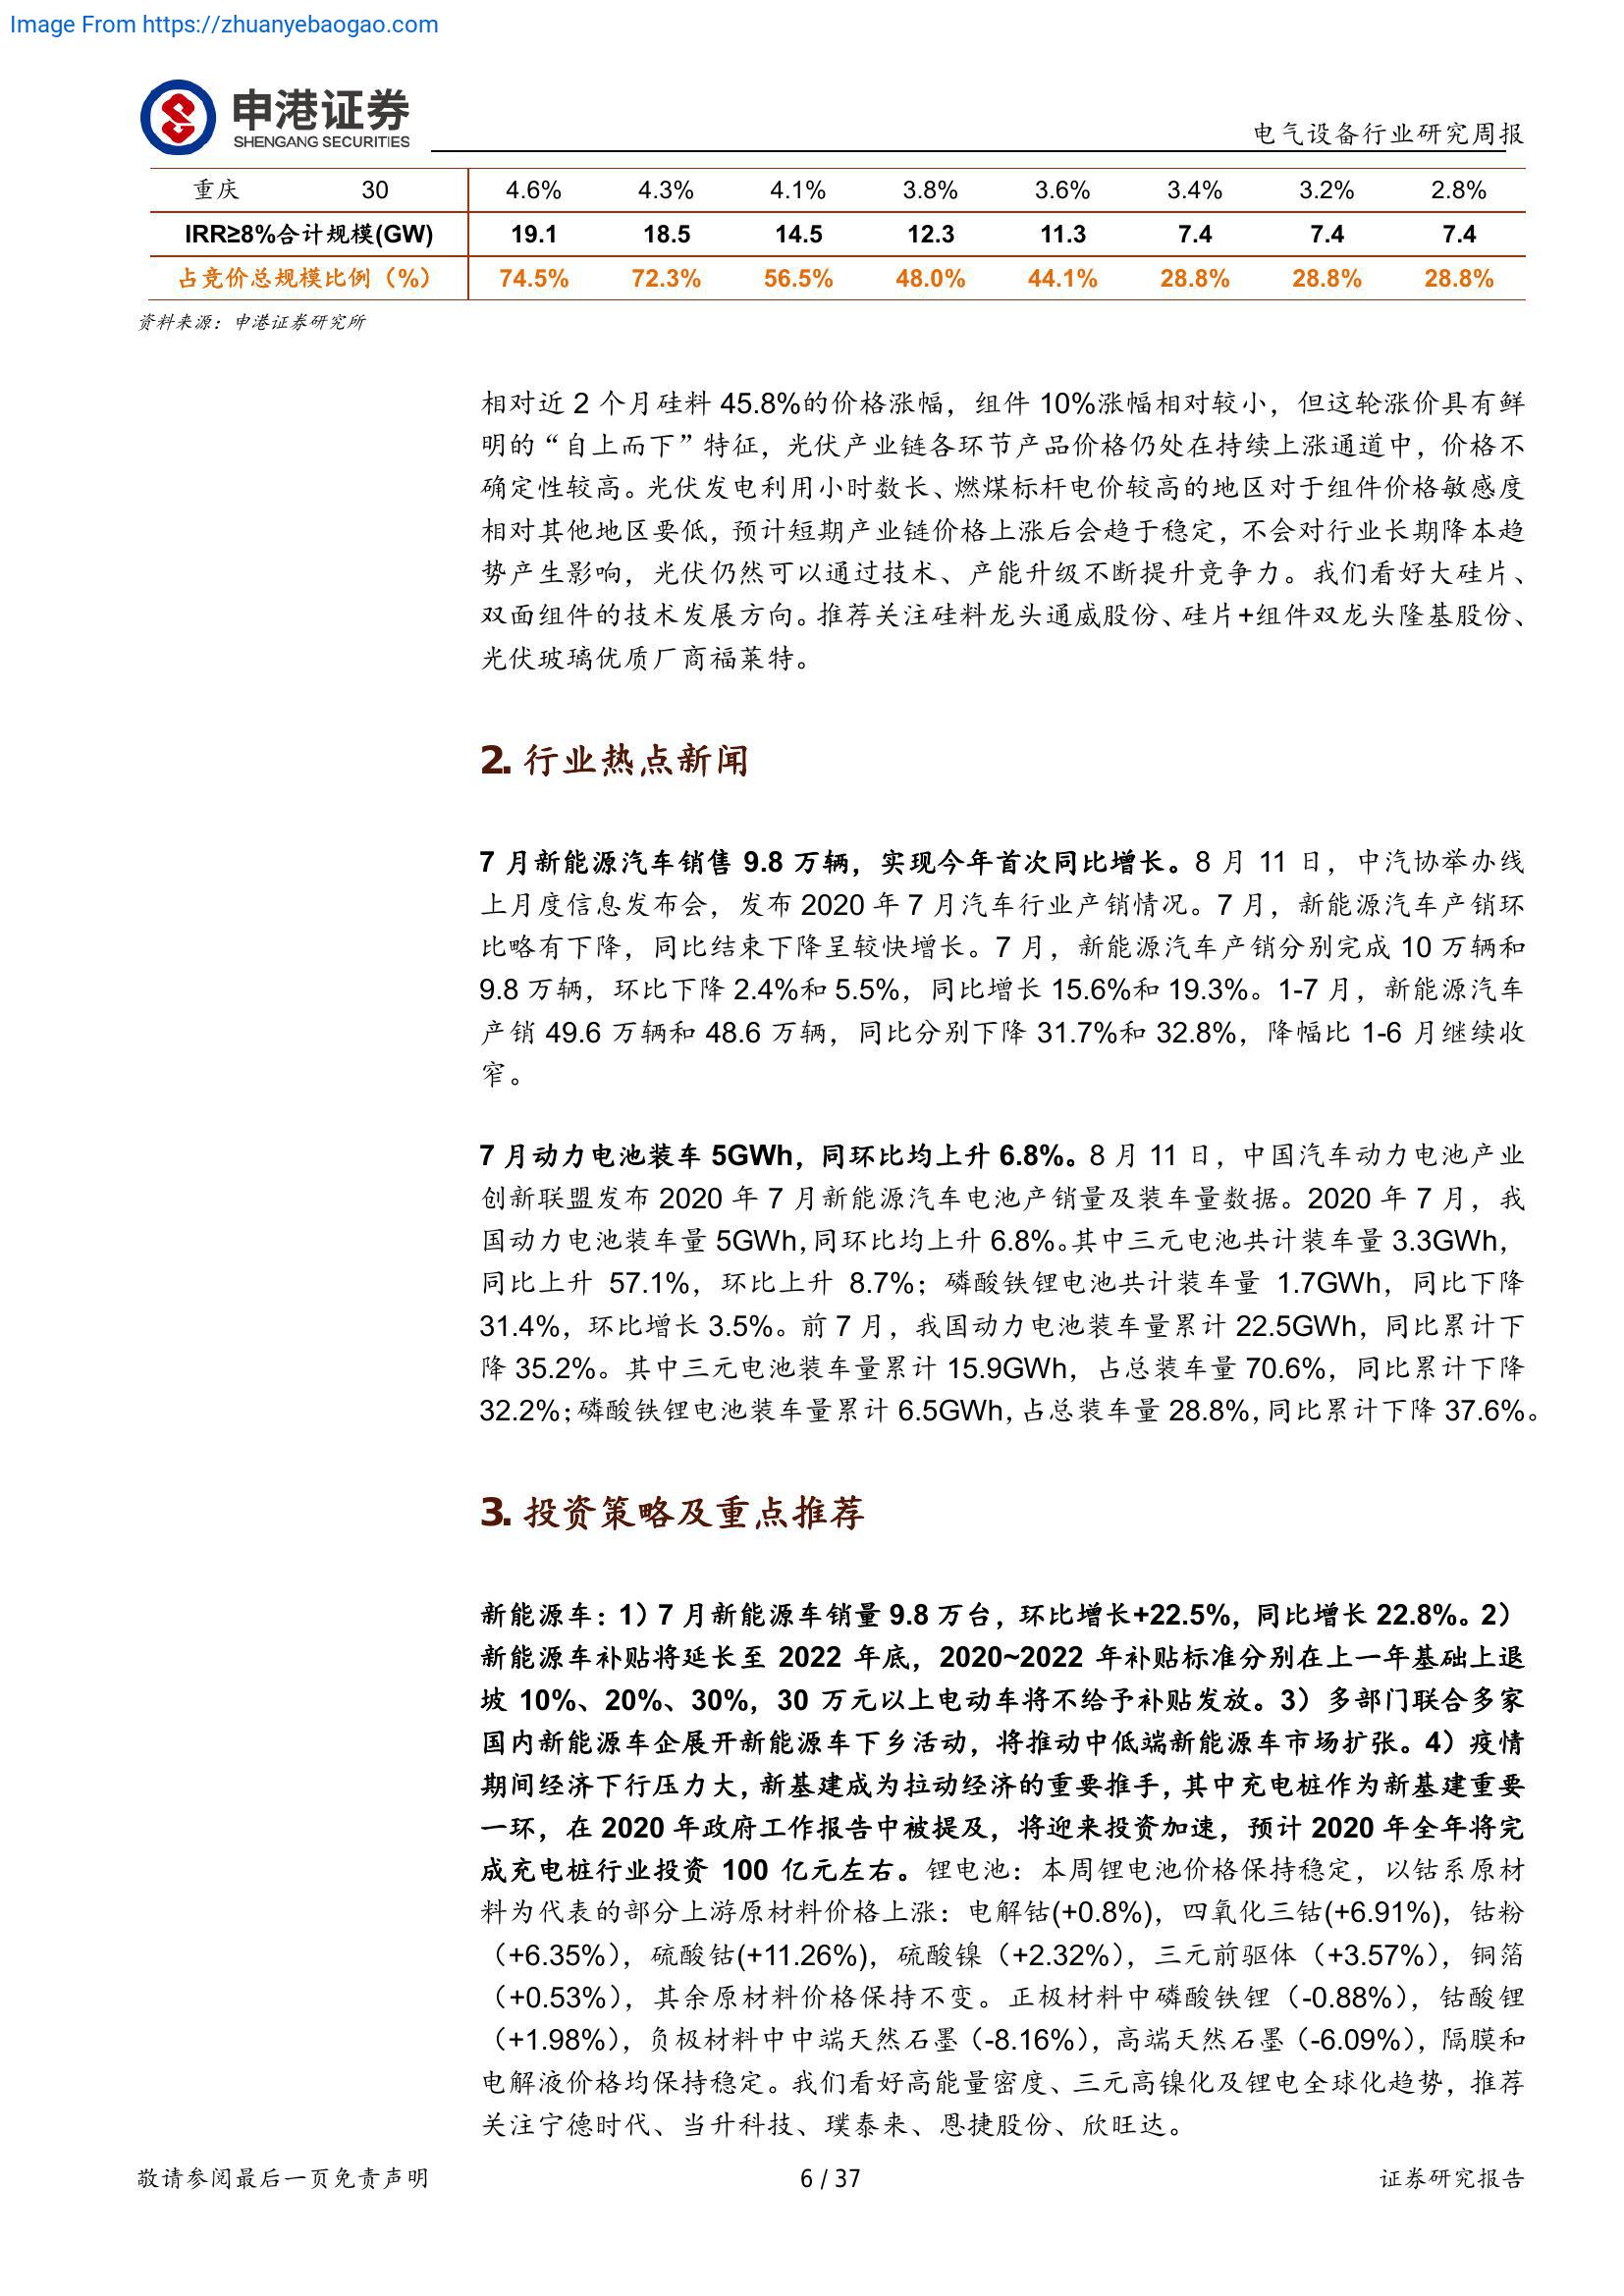 Image From https://zhuanyebaogao.com
申港证券
SHENGANG SECURITIES
电气设备行业研究周报
重庆 30 4.6% 4.3% 4.1% 3.8% 3.6% 3.4% 3.2% 2.8%
IRR≥8%合计规模(GW) 19.1 18.5 14.5 12.3 11.3 7.4 7.4 7.4
占竞价总规模比例（%） 74.5% 72.3% 56.5% 48.0% 44.1% 28.8% 28.8% 28.8%
资料来源：申港证券研究所
相对近 2 个月硅料 45.8%的价格涨幅，组件 10%涨幅相对较小，但这轮涨价具有鲜
明的“自上而下”特征，光伏产业链各环节产品价格仍处在持续上涨通道中，价格不
确定性较高。光伏发电利用小时数长、燃煤标杆电价较高的地区对于组件价格敏感度
相对其他地区要低，预计短期产业链价格上涨后会趋于稳定，不会对行业长期降本趋
势产生影响，光伏仍然可以通过技术、产能升级不断提升竞争力。我们看好大硅片、
双面组件的技术发展方向。推荐关注硅料龙头通威股份、硅片+组件双龙头隆基股份、
光伏玻璃优质厂商福莱特。
2. 行业热点新闻
7 月新能源汽车销售 9.8 万辆，实现今年首次同比增长。8 月 11 日，中汽协举办线
上月度信息发布会，发布 2020 年 7 月汽车行业产销情况。7 月，新能源汽车产销环
比略有下降，同比结束下降呈较快增长。7 月，新能源汽车产销分别完成 10 万辆和
9.8 万辆，环比下降 2.4%和 5.5%，同比增长 15.6%和 19.3%。1-7 月，新能源汽车
产销 49.6 万辆和 48.6 万辆，同比分别下降 31.7%和 32.8%，降幅比 1-6 月继续收
窄。
7 月动力电池装车 5GWh，同环比均上升 6.8%。8 月 11 日，中国汽车动力电池产业
创新联盟发布 2020 年 7 月新能源汽车电池产销量及装车量数据。2020 年 7 月，我
国动力电池装车量 5GWh，同环比均上升 6.8%。其中三元电池共计装车量 3.3GWh，
同比上升 57.1%，环比上升 8.7%；磷酸铁锂电池共计装车量 1.7GWh，同比下降
31.4%，环比增长 3.5%。前 7 月，我国动力电池装车量累计 22.5GWh，同比累计下
降 35.2%。其中三元电池装车量累计 15.9GWh，占总装车量 70.6%，同比累计下降
32.2%；磷酸铁锂电池装车量累计 6.5GWh，占总装车量 28.8%，同比累计下降 37.6%。
3. 投资策略及重点推荐
新能源车：1）7 月新能源车销量 9.8 万台，环比增长+22.5%，同比增长 22.8%。2）
新能源车补贴将延长至 2022 年底，2020~2022 年补贴标准分别在上一年基础上退
坡 10%、20%、30%，30 万元以上电动车将不给予补贴发放。3）多部门联合多家
国内新能源车企展开新能源车下乡活动，将推动中低端新能源车市场扩张。4）疫情
期间经济下行压力大，新基建成为拉动经济的重要推手，其中充电桩作为新基建重要
一环，在 2020 年政府工作报告中被提及，将迎来投资加速，预计 2020 年全年将完
成充电桩行业投资 100 亿元左右。锂电池：本周锂电池价格保持稳定，以钴系原材
料为代表的部分上游原材料价格上涨：电解钴(+0.8%)，四氧化三钴(+6.91%)，钴粉
（+6.35%)，硫酸钴(+11.26%)，硫酸镍（+2.32%)，三元前驱体（+3.57%)，铜箔
（+0.53%)，其余原材料价格保持不变。正极材料中磷酸铁锂（-0.88%)，钴酸锂
（+1.98%)，负极材料中中端天然石墨（-8.16%)，高端天然石墨（-6.09%)，隔膜和
电解液价格均保持稳定。我们看好高能量密度、三元高镍化及锂电全球化趋势，推荐
关注宁德时代、当升科技、璞泰来、恩捷股份、欣旺达。
敬请参阅最后一页免责声明 6 / 37 证券研究报告